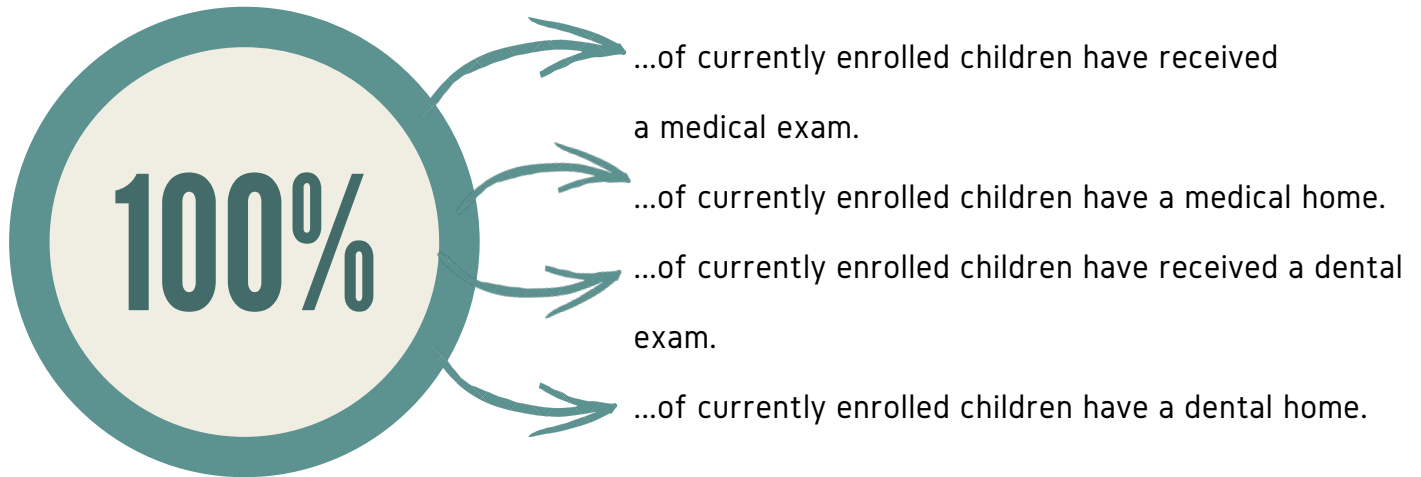 100%
...of currently enrolled children have received
a medical exam.
...of currently enrolled children have a medical home.
...of currently enrolled children have received a dental
exam.
...of currently enrolled children have a dental home.